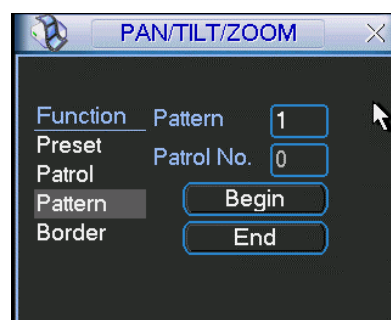 PAN/TILT/ZOOM
Function
Pattern
1
Preset
Patrol No.
0
Patrol
Pattern
Begin
Border
End